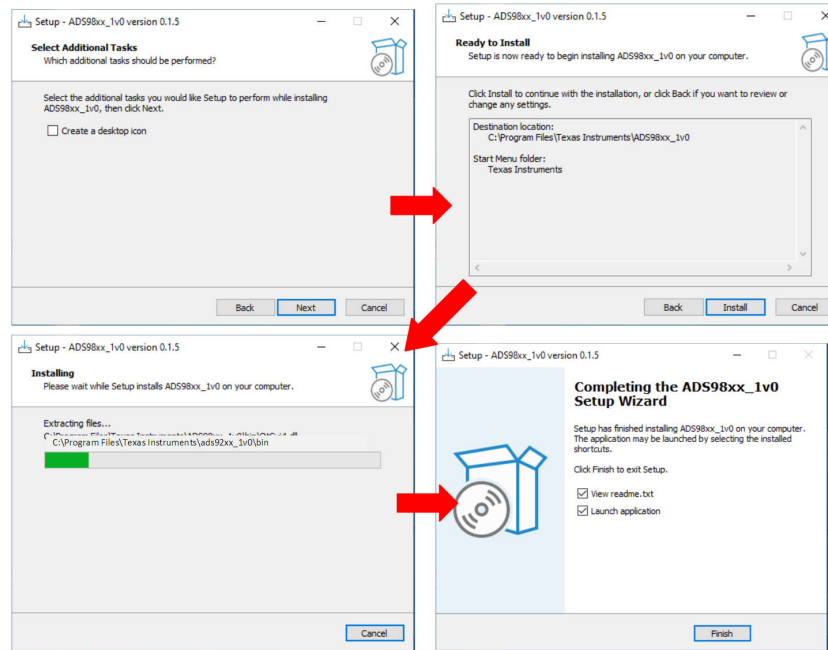 Setup - ADS98xx_1v0 version 0.1.5
Select Additional Tasks
Which additional tasks should be performed?
Select the additional tasks you would like Setup to perform while installing
ADS98xx_1v0, then click Next.
Create a desktop icon
Back Next Cancel
Setup - ADS98xx_1v0 version 0.1.5
Ready to Install
Setup is now ready to begin installing ADS98xx_1v0 on your computer.
Click Install to continue with the installation, or click Back if you want to review or
change any settings.
Destination location:
C:\Program Files\Texas Instruments\ADS98xx_1v0
Start Menu folder:
Texas Instruments
Back Install Cancel
Setup - ADS98xx_1v0 version 0.1.5
Installing
Please wait while Setup installs ADS98xx_1v0 on your computer.
Extracting files...
C:\Program Files\Texas Instruments\ads92xx_1v0\bin
Cancel
Setup - ADS98xx_1v0 version 0.1.5
Completing the ADS98xx_1v0
Setup Wizard
Setup has finished installing ADS98xx_1v0 on your computer.
The application may be launched by selecting the installed
shortcuts.
Click Finish to exit Setup.
View readme.txt
Launch application
Finish